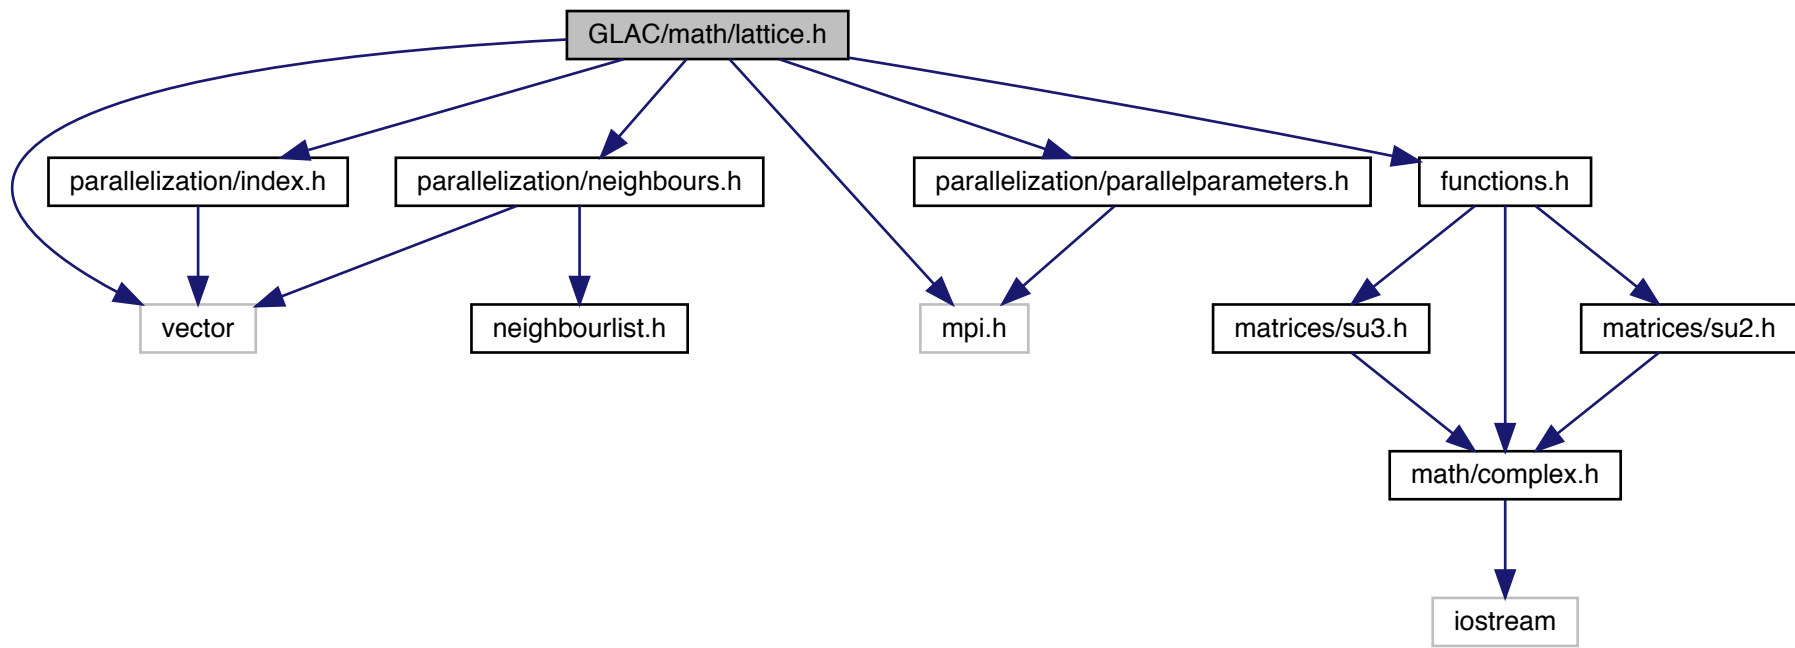 GLAC/math/lattice.h
parallelization/index.h
parallelization/neighbours.h
parallelization/parallelparameters.h
functions.h
vector
neighbourlist.h
mpi.h
matrices/su3.h
matrices/su2.h
math/complex.h
iostream